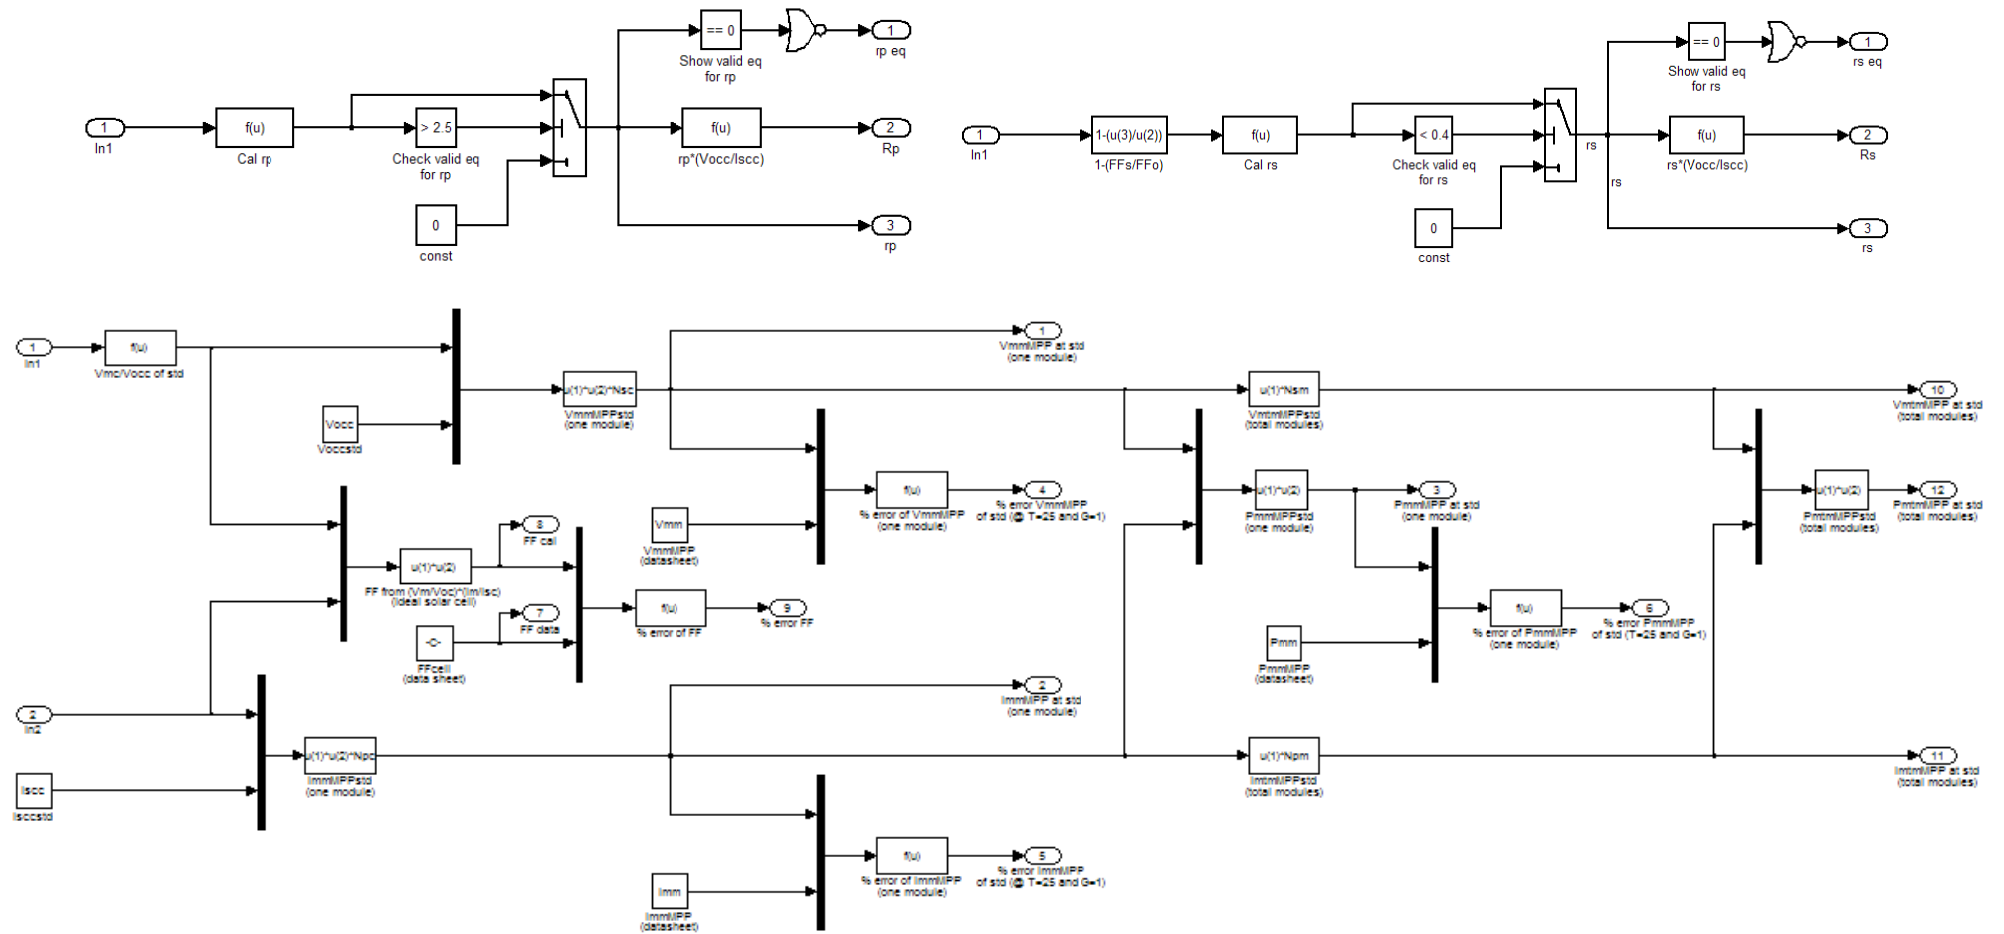 1
In1
f(u)
Cal rp
> 2.5
Check valid eq
for rp
0
const
== 0
Show valid eq
for rp
1
rp eq
f(u)
rp*(Vocc/Iscc)
2
Rp
3
rp
1
In1
1-(u(3)/u(2))
1-(FFs/FFo)
f(u)
Cal rs
< 0.4
Check valid eq
for rs
0
const
rs
rs
== 0
Show valid eq
for rs
1
rs eq
f(u)
rs*(Vocc/Iscc)
2
Rs
3
rs
1
In1
f(u)
Vmc/Vocc of std
Vocc
Voccstd
u(1)*u(2)*Nsc
VmmMPPstd
(one module)
1
VmmMPP at std
(one module)
Vmm
VmmMPP
(datasheet)
f(u)
% error of VmmMPP
(one module)
4
% error VmmMPP
of std (@ T=25 and G=1)
u(1)*Nsm
VmtmMPPstd
(total modules)
10
VmtmMPP at std
(total modules)
u(1)*u(2)
PmmMPPstd
(one module)
3
PmmMPP at std
(one module)
u(1)*u(2)
PmtmMPPstd
(total modules)
12
PmtmMPP at std
(total modules)
u(1)*u(2)
FF from (Vm/Voc)*(Im/Isc)
(ideal solar cell)
8
FF cal
7
FF data
-C-
FFcell
(data sheet)
f(u)
% error of FF
9
% error FF
Pmm
PmmMPP
(datasheet)
f(u)
% error of PmmMPP
(one module)
6
% error PmmMPP
of std (T=25 and G=1)
2
In2
Iscc
Isccstd
u(1)*u(2)*Npc
ImmMPPstd
(one module)
2
ImmMPP at std
(one module)
u(1)*Npm
ImtmMPPstd
(total modules)
11
ImtmMPP at std
(total modules)
Imm
ImmMPP
(datasheet)
f(u)
% error of ImmMPP
(one module)
5
% error ImmMPP
of std (@ T=25 and G=1)